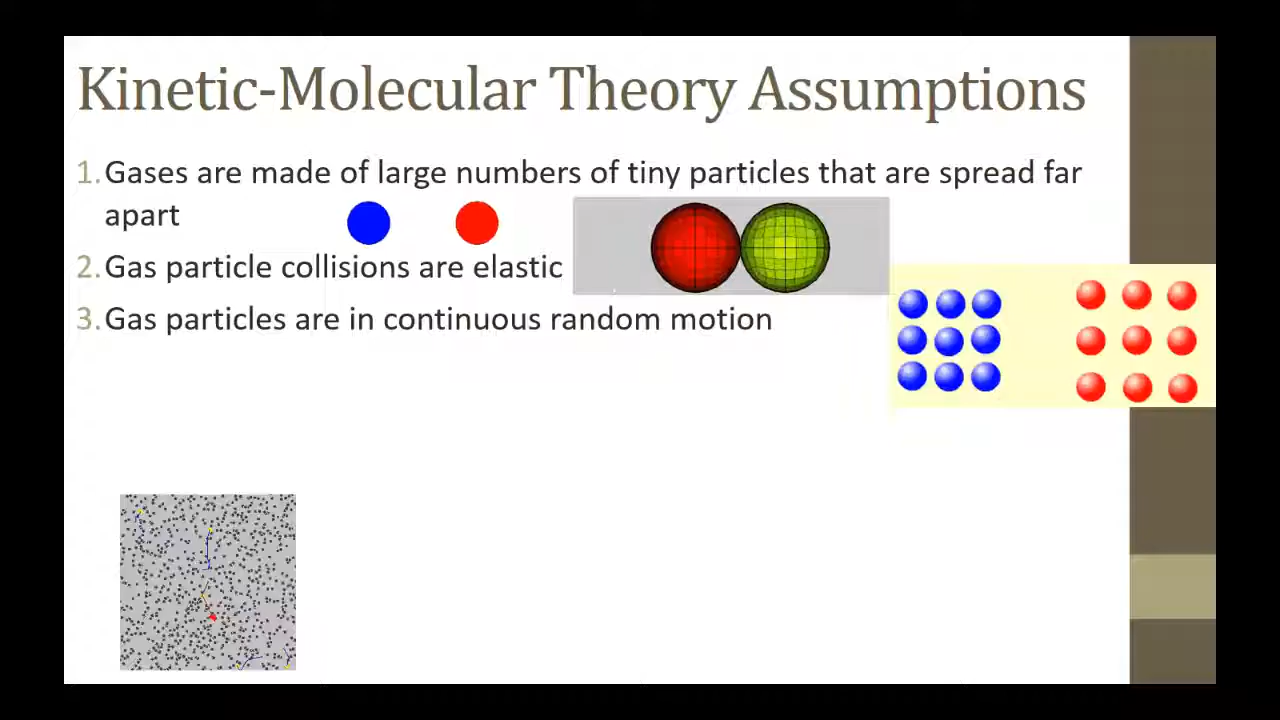 Kinetic-Molecular Theory Assumptions
1. Gases are made of large numbers of tiny particles that are spread far
apart
2. Gas particle collisions are elastic
3. Gas particles are in continuous random motion